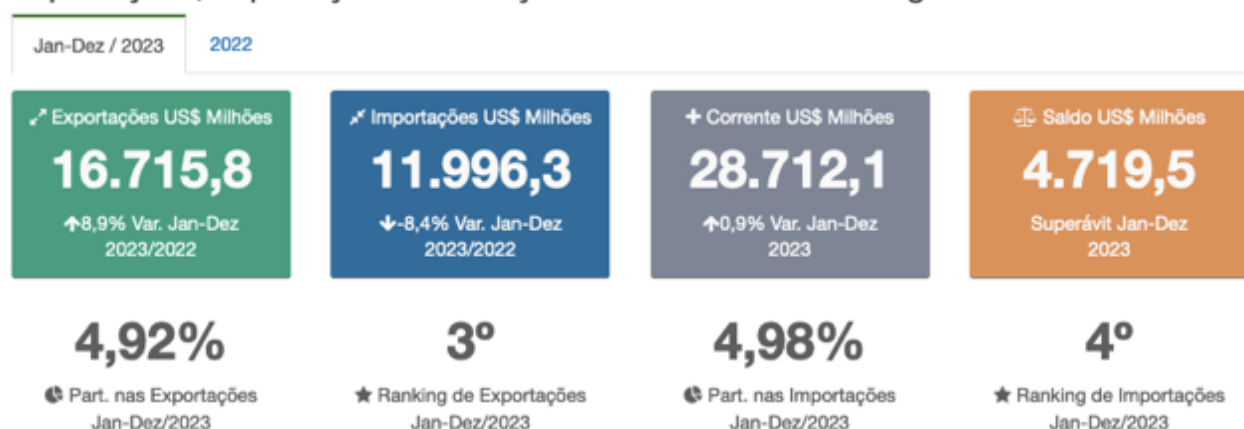 Jan-Dez / 2023 2022
Exportações US$ Milhões
16.715,8
8,9% Var. Jan-Dez
2023/2022
Importações US$ Milhões
11.996,3
-8,4% Var. Jan-Dez
2023/2022
Corrente US$ Milhões
28.712,1
0,9% Var. Jan-Dez
2023
Saldo US$ Milhões
4.719,5
Superávit Jan-Dez
2023
4,92%
Part. nas Exportações
Jan-Dez/2023
3º
Ranking de Exportações
Jan-Dez/2023
4,98%
Part. nas Importações
Jan-Dez/2023
4º
Ranking de Importações
Jan-Dez/2023